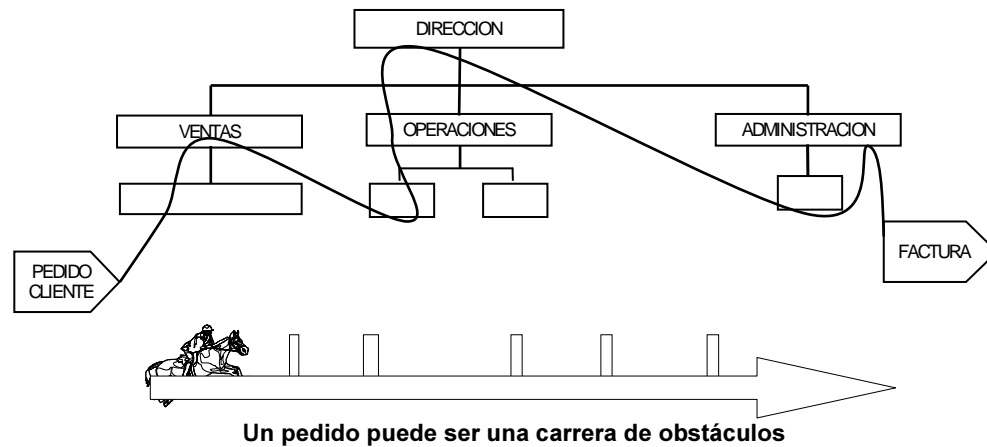 DIRECCION
VENTAS
OPERACIONES
ADMINISTRACION
PEDIDO
CLIENTE
FACTURA
Un pedido puede ser una carrera de obstáculos